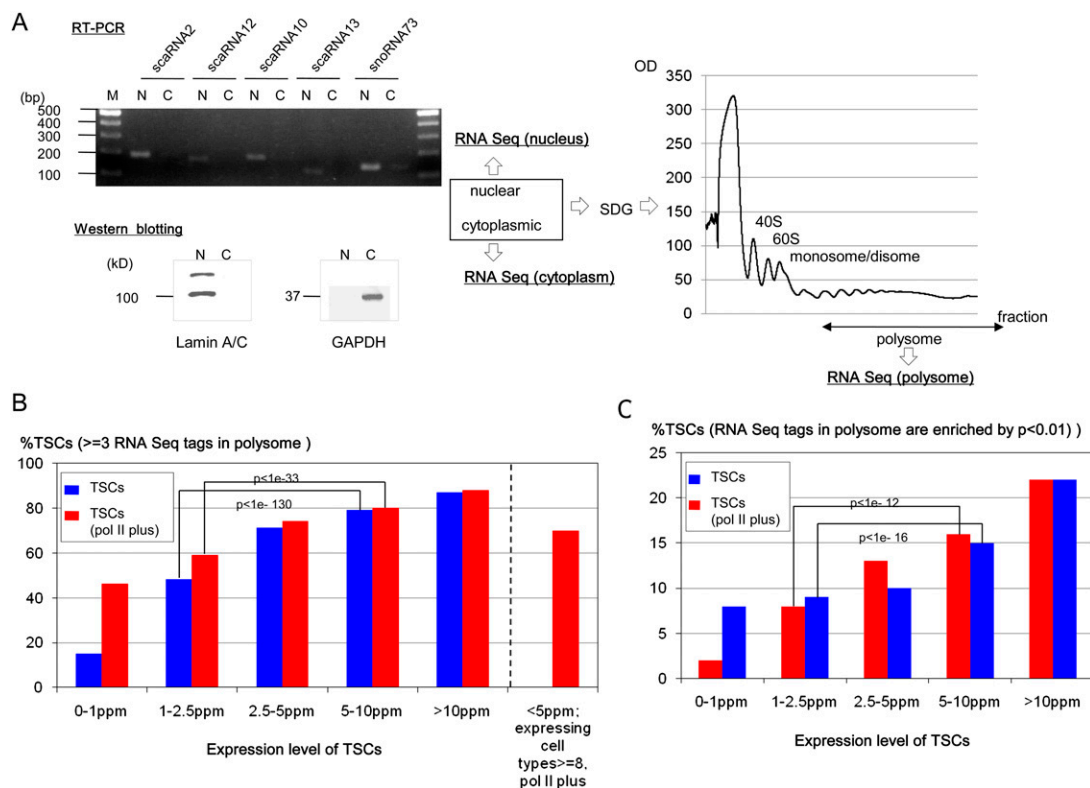 A
RT-PCR
scaRNA2
scaRNA12
scaRNA10
scaRNA13
snoRNA73
(bp) M N C N C N C N C N C
500
400
300
200
100
Western blotting
(kD)
N C
100
Lamin A/C
C
37
GAPDH
RNA Seq (nucleus)
nuclear
cytoplasmic
SDG
RNA Seq (cytoplasm)
OD
350
300
250
200
150
100
50
0
40S
60S
monosome/disome
fraction
polysome
RNA Seq (polysome)
B
%TSCs (>=3 RNA Seq tags in polysome )
100
80
60
40
20
0
TSCs
TSCs
(pol II plus)
p<1e-33
p<1e- 130
0-1ppm
1-2.5ppm
2.5-5ppm
5-10ppm
>10ppm
<5ppm;
expressing
cell
types>=8,
pol II plus
Expression level of TSCs
C
%TSCs (RNA Seq tags in polysome are enriched by p<0.01) )
25
20
15
10
5
0
TSCs
TSCs
(pol II plus)
p<1e- 12
p<1e- 16
0-1ppm
1-2.5ppm
2.5-5ppm
5-10ppm
>10ppm
Expression level of TSCs